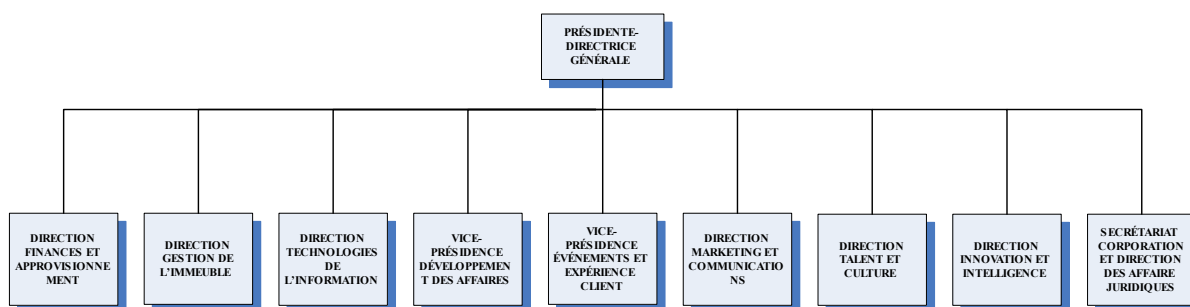 PRÉSIDENTE-
DIRECTRICE
GÉNÉRALE
DIRECTION
FINANCES ET
APPROVISIONNE
MENT
DIRECTION
GESTION DE
L'IMMEUBLE
DIRECTION
TECHNOLOGIES
DE
L'INFORMATION
VICE-
PRÉSIDENCE
DÉVELOPPEMEN
T DES AFFAIRES
VICE-
PRÉSIDENCE
ÉVÉNEMENTS ET
EXPÉRIENCE
CLIENT
DIRECTION
MARKETING ET
COMMUNICATIO
NS
DIRECTION
TALENT ET
CULTURE
DIRECTION
INNOVATION ET
INTELLIGENCE
SECRÉTARIAT
CORPORATION
ET DIRECTION
DES AFFAIRE
JURIDIQUES